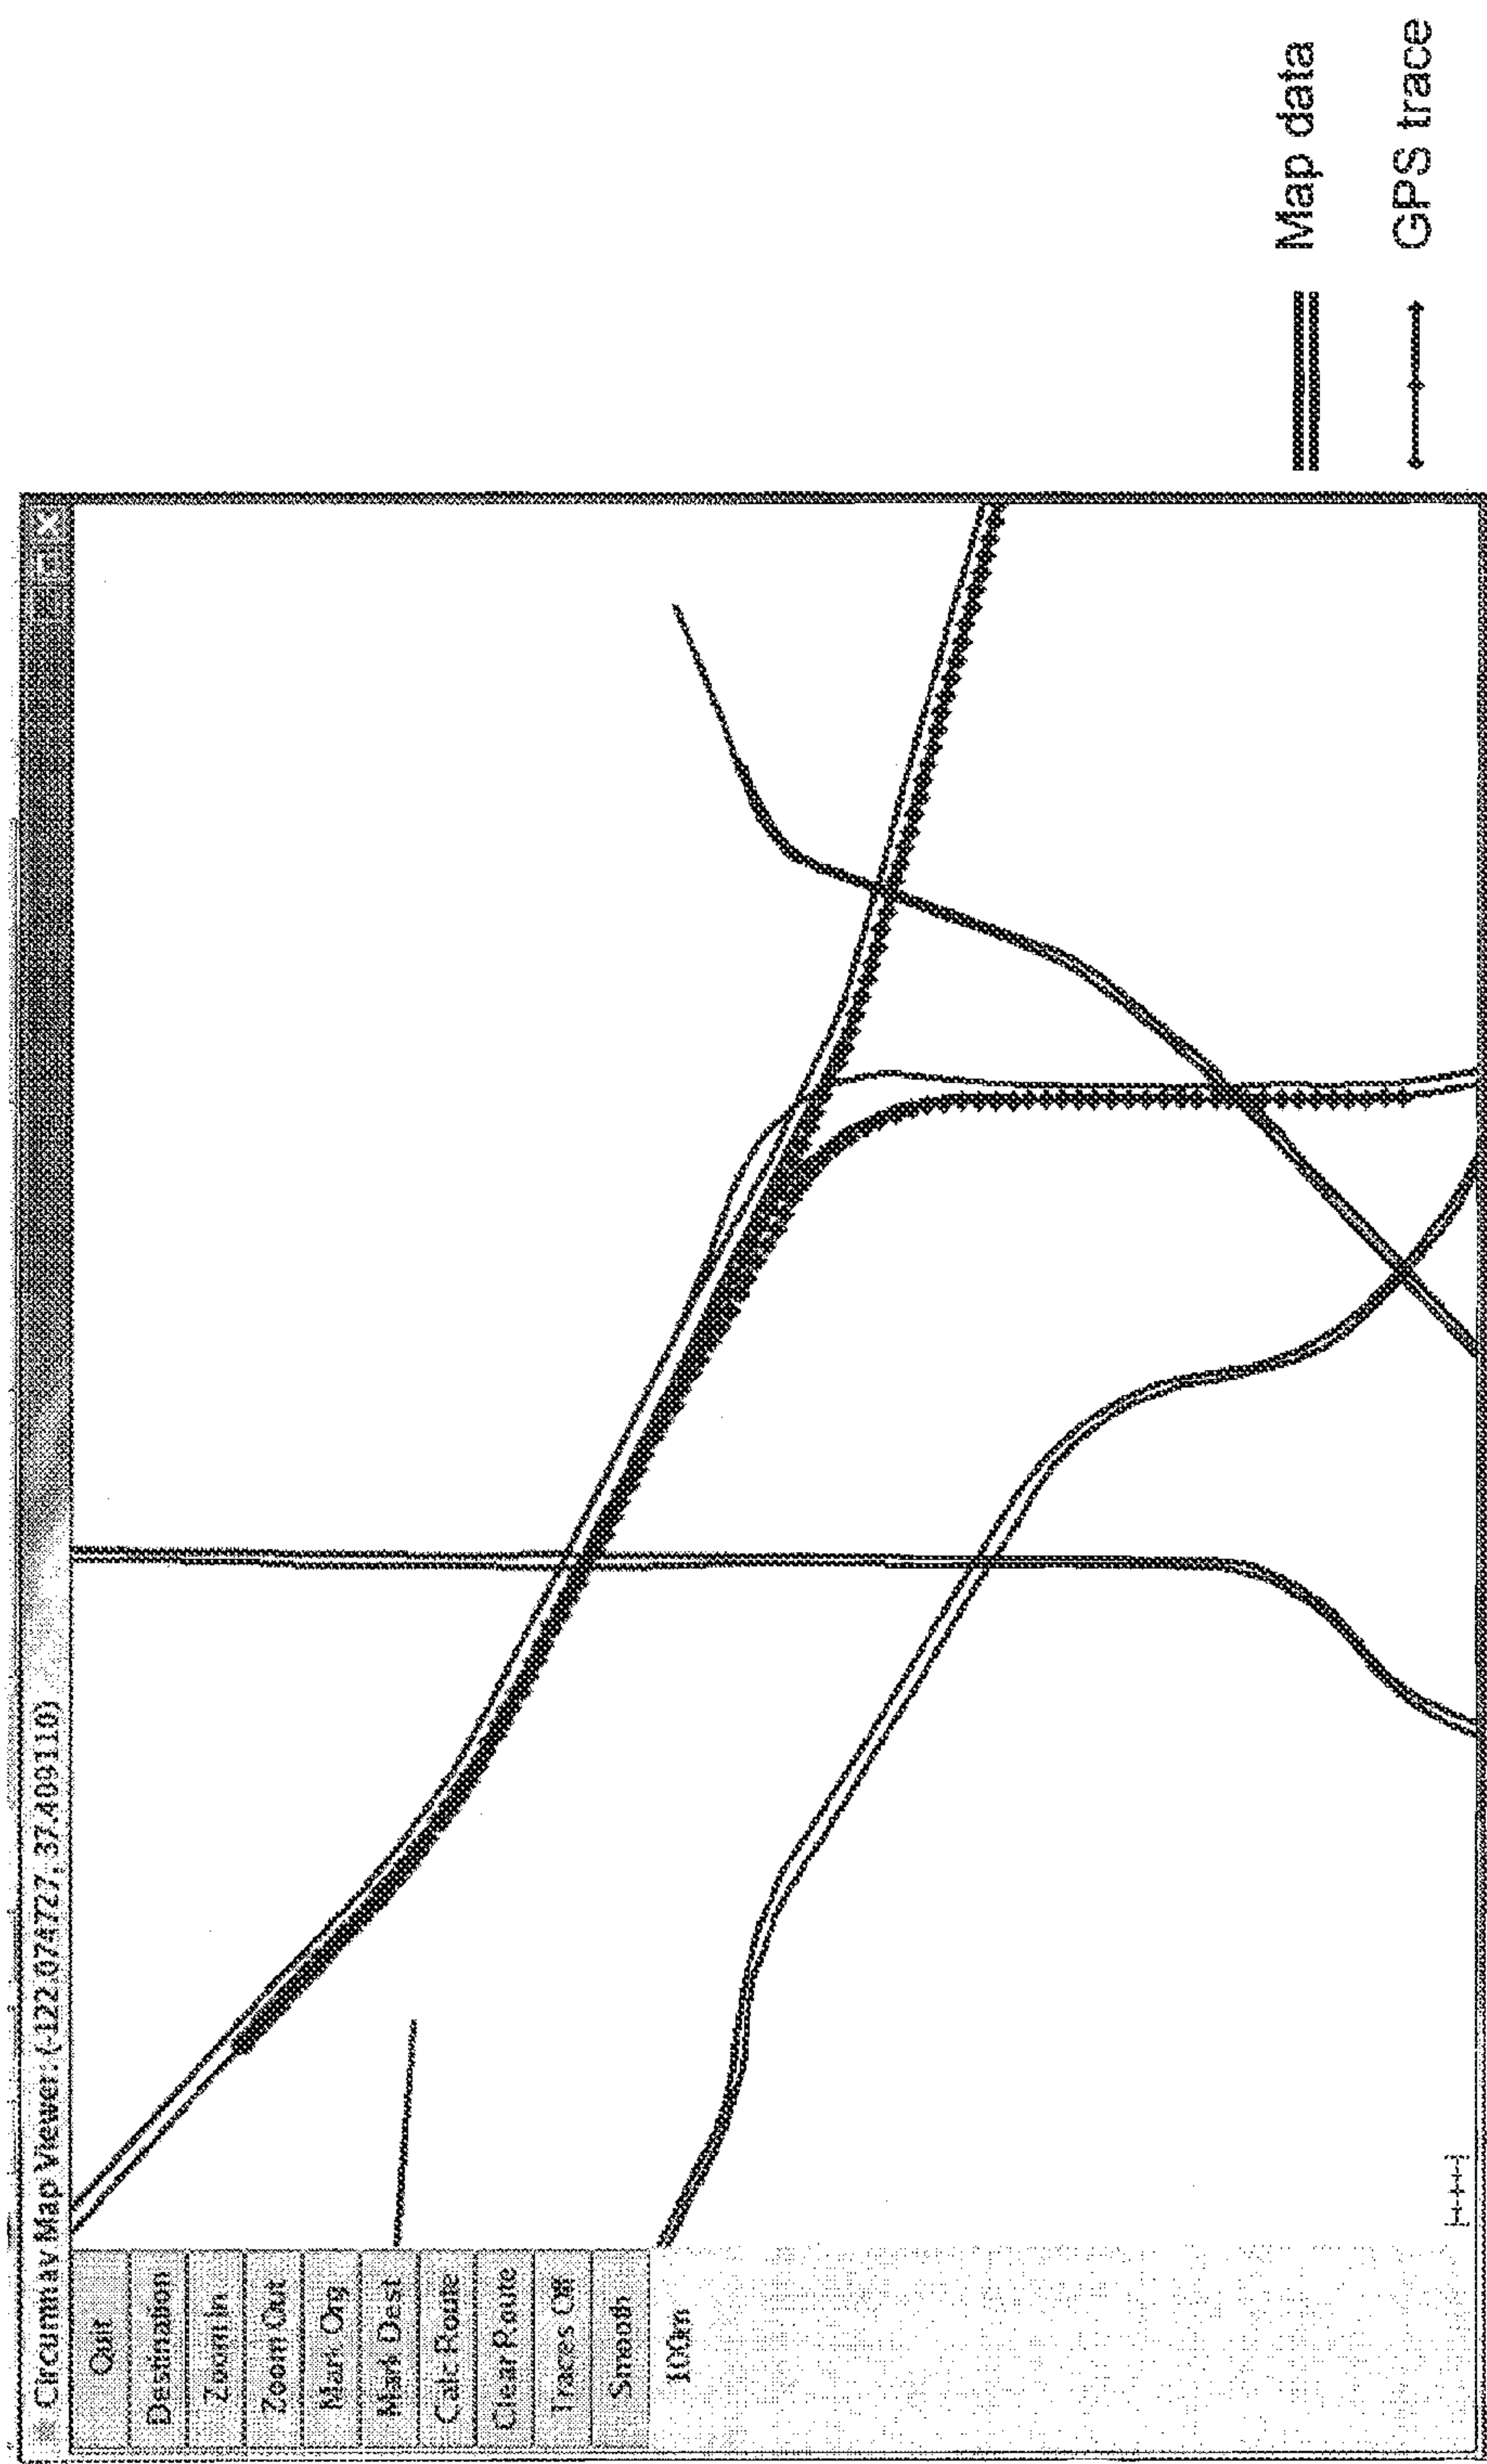 Circumnav Map Viewer: (-122.074727, 37.409110)
Quit
Destination
Zoom In
Zoom Out
Mark Org
Mark Dest
Calc Route
Clear Route
Traces Off
Smooth
100m
Map data
GPS trace